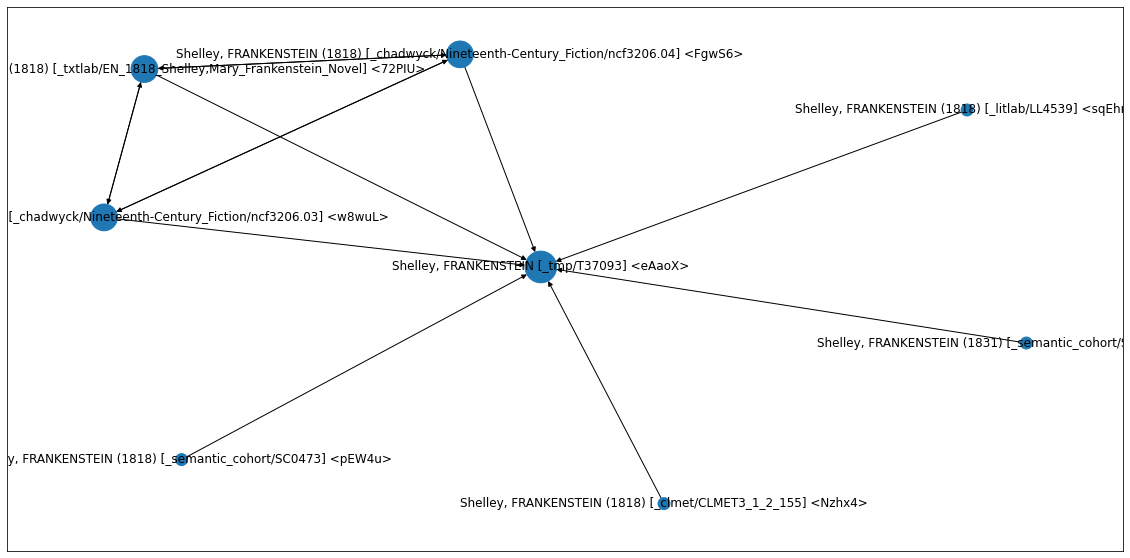 Shelley, FRANKENSTEIN (1818) [_chadwyck/Nineteenth-Century_Fiction/ncf3206.04] <FgwS6>
(1818) [_txtlab/EN_1818_Shelley,Mary_Frankenstein_Novel] <72PIU>
Shelley, FRANKENSTEIN (1818) [_litlab/LL4539] <sqEhr
[_chadwyck/Nineteenth-Century_Fiction/ncf3206.03] <w8wuL>
Shelley, FRANKENSTEIN [_tmp/T37093] <eAaoX>
Shelley, FRANKENSTEIN (1831) [_semantic_cohort/S
y, FRANKENSTEIN (1818) [_semantic_cohort/SC0473] <pEW4u>
Shelley, FRANKENSTEIN (1818) [_clmet/CLMET3_1_2_155] <Nzhx4>